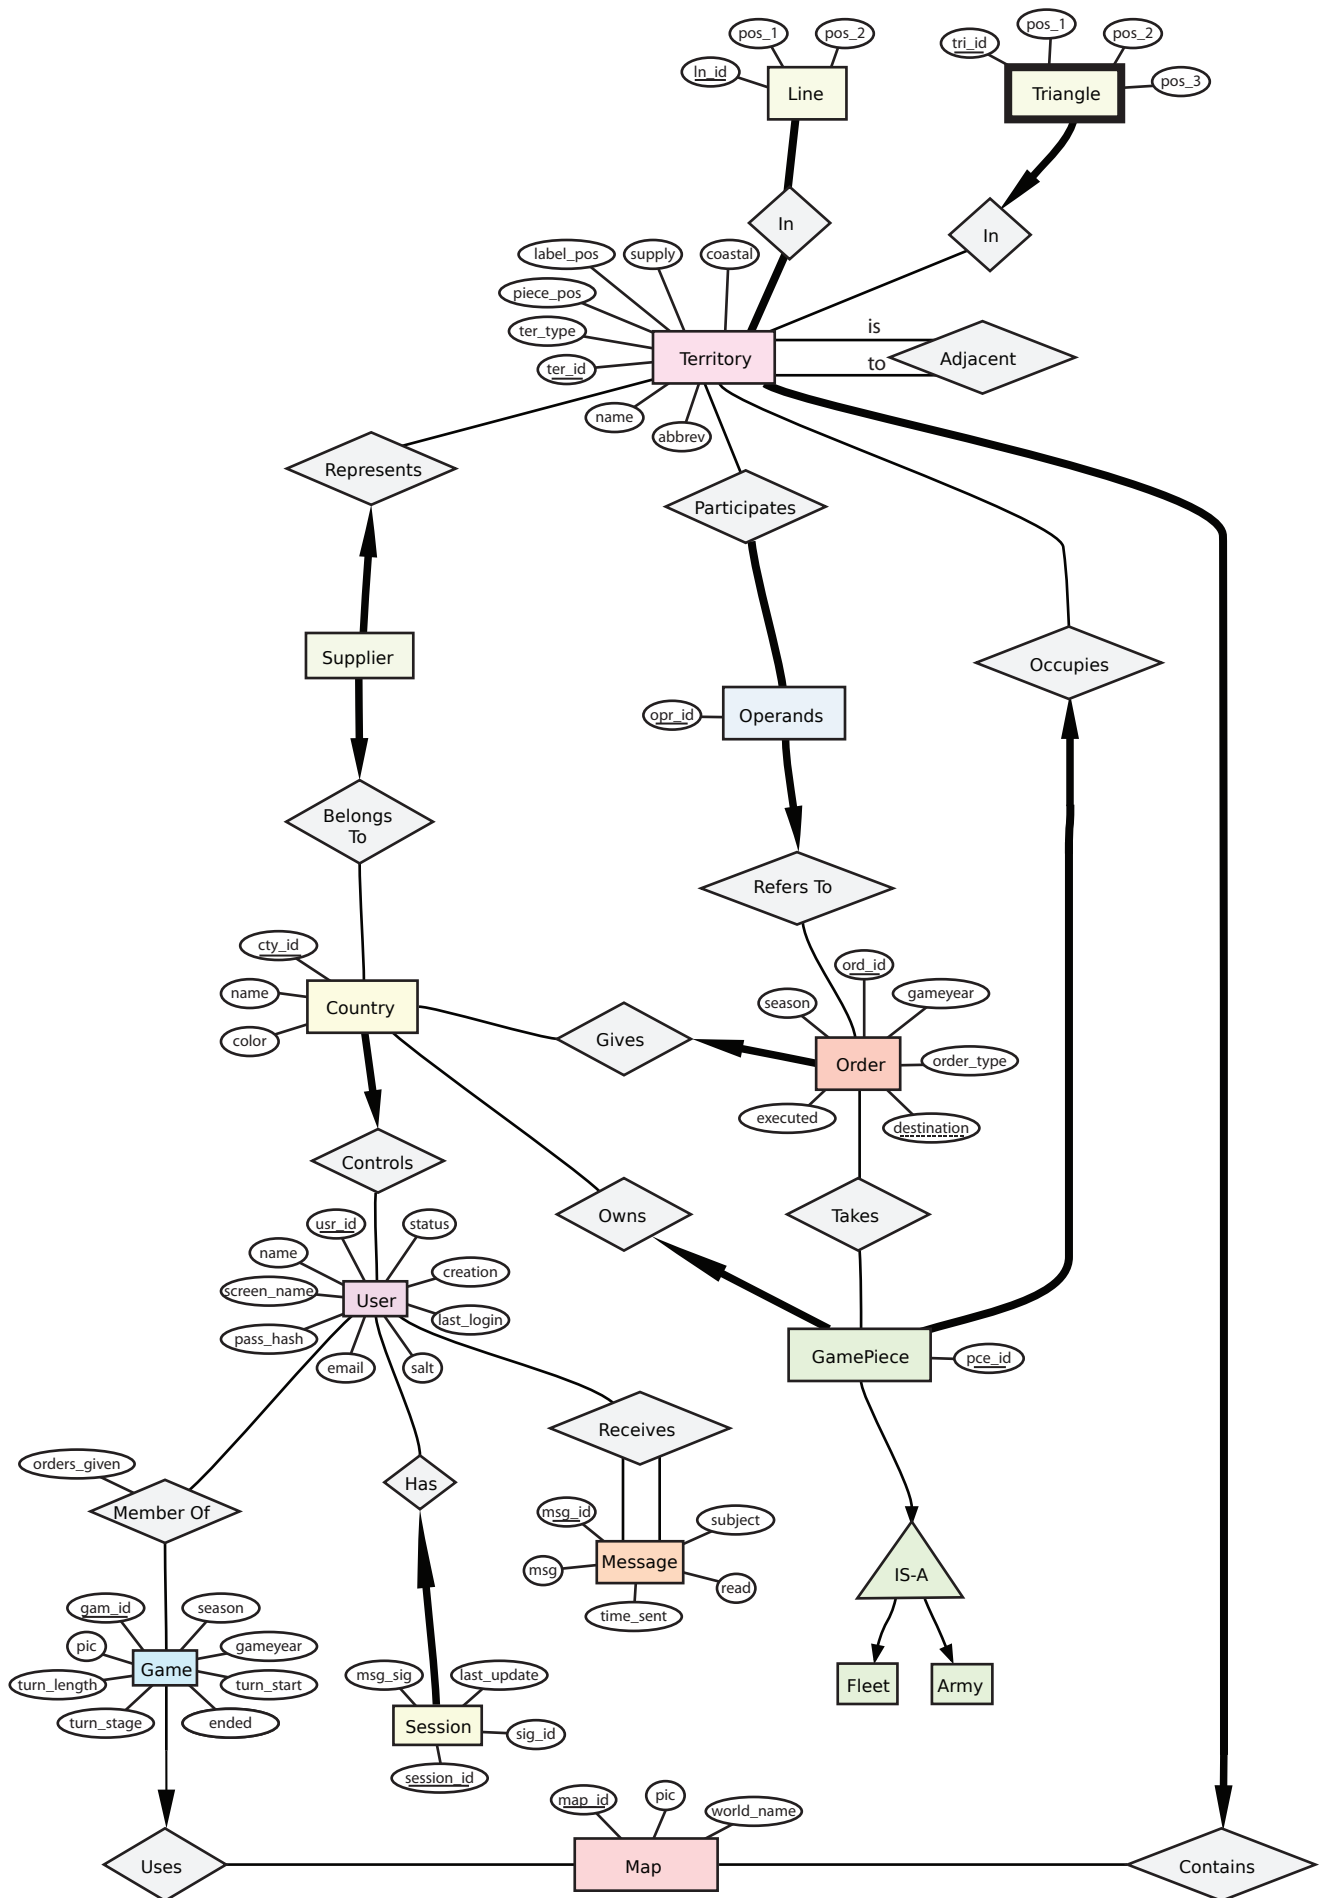 pos_1
pos_2
ln_id
Line
tri_id
pos_1
pos_2
pos_3
Triangle
In
In
label_pos
supply
coastal
piece_pos
ter_type
ter_id
name
abbrev
Territory
is
to
Adjacent
Represents
Participates
Occupies
Supplier
opr_id
Operands
Belongs
To
Refers To
cty_id
name
color
Country
Gives
season
ord_id
gameyear
order_type
Order
executed
destination
Controls
Owns
Takes
usr_id
status
name
creation
screen_name
User
last_login
pass_hash
email
salt
GamePiece
pce_id
Receives
orders_given
Member Of
Has
msg_id
subject
msg
Message
read
time_sent
IS-A
Fleet
Army
gam_id
season
pic
gameyear
Game
turn_length
turn_start
turn_stage
ended
msg_sig
last_update
Session
sig_id
session_id
map_id
pic
world_name
Uses
Map
Contains